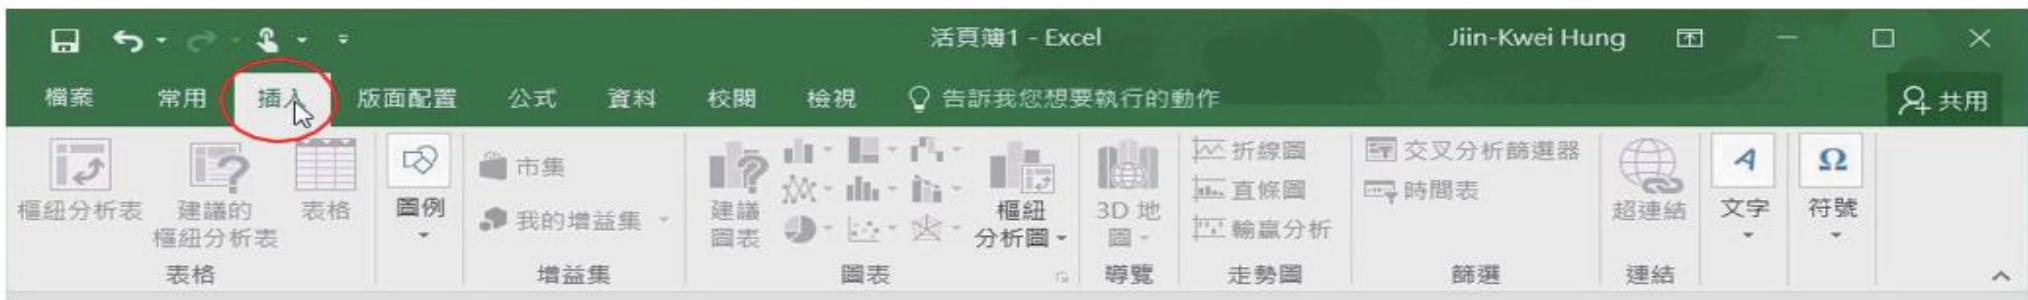 活頁簿1 - Excel
Jiin-Kwei Hung
檔案 常用 插入 版面配置 公式 資料 校閱 檢視 告訴我您想要執行的動作 共用
樞紐分析表
建議的
樞紐分析表
表格
表格
圖例
市集
我的增益集
增益集
建議
圖表
樞紐
分析圖
圖表
3D 地
圖
導覽
折線圖
直條圖
輸贏分析
走勢圖
交叉分析篩選器
時間表
篩選
超連結
連結
A
文字
Ω
符號